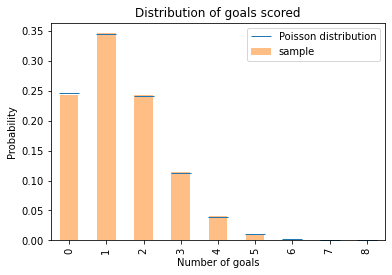 Distribution of goals scored
Poisson distribution
sample
Probability
0.35
0.30
0.25
0.20
0.15
0.10
0.05
0.00
0 1 2 3 4 5 6 7 8
Number of goals